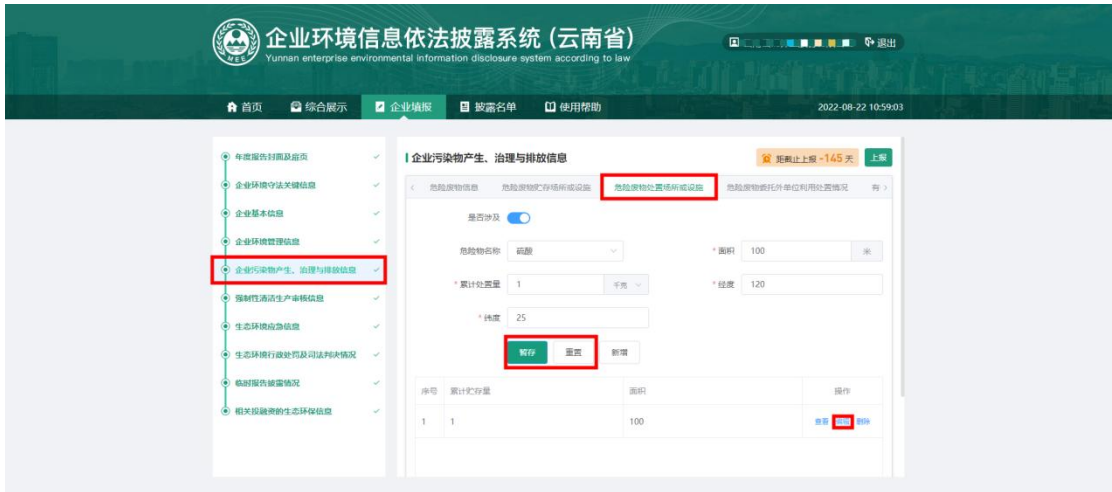 企业环境信息依法披露系统 (云南省)
Yunnan enterprise environmental information disclosure system according to law
MEE
退出
首页 综合展示 企业填报 披露名单 使用帮助 2022-08-22 10:59:03
年度报告封面及扉页
企业环境守法关键信息
企业基本信息
企业环境管理信息
企业污染物产生、治理与排放信息
强制性清洁生产审核信息
生态环境应急信息
生态环境行政处罚及司法判决情况
临时报告披露情况
相关投融资的生态环保信息
企业污染物产生、治理与排放信息 距截止上报 -145 天 上报
危险废物信息 危险废物贮存场所或设施 危险废物处置场所或设施 危险废物委托外单位利用处置情况 有
是否涉及
危险物名称 硫酸 * 面积 100 米
* 累计处置量 1 千克 * 经度 120
* 纬度 25
暂存 重置 新增
序号 累计贮存量 面积 操作
1 1 100 查看 编辑 删除